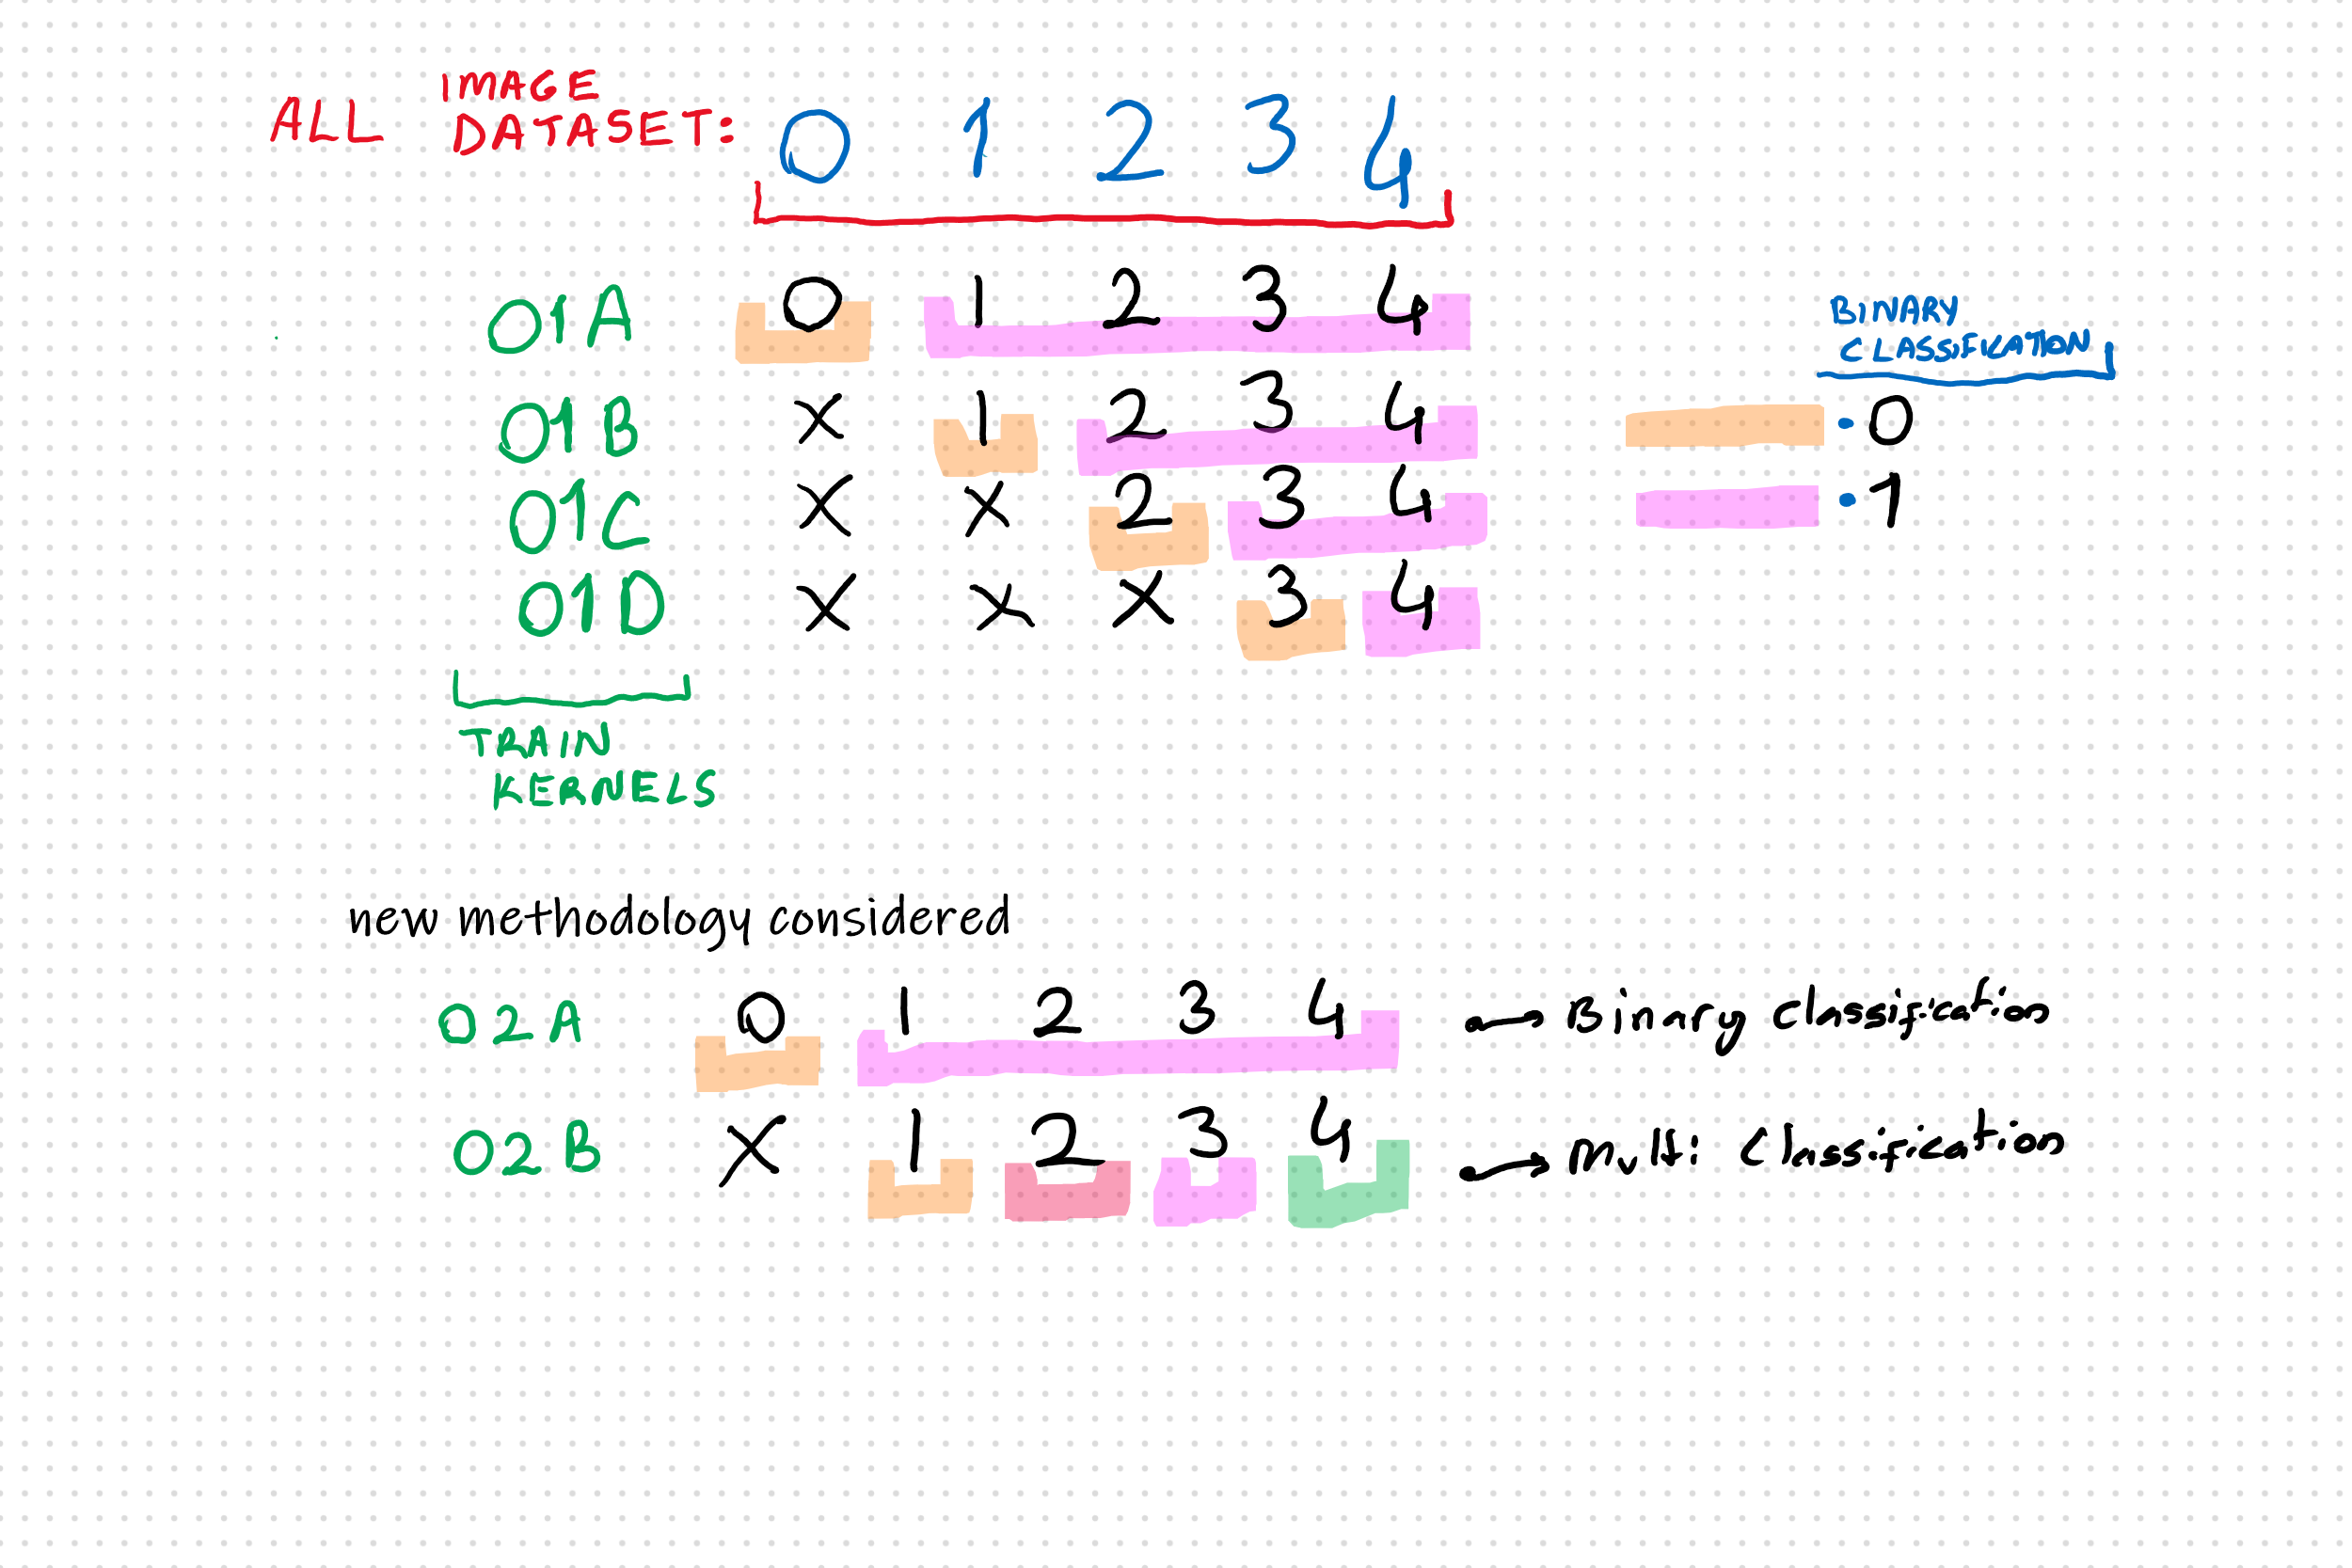 ALL IMAGE
DATASET: 0 1 2 3 4
01A 0 1 2 3 4
BINARY
CLASSIFICATION
01B X 1 2 3 4
• 0
01C X X 2 3 4
• 1
01D X X X 3 4
TRAIN
KERNELS
new methodology considered
02A 0 1 2 3 4 → Binary classification
02B X 1 2 3 4 → Multi Classification